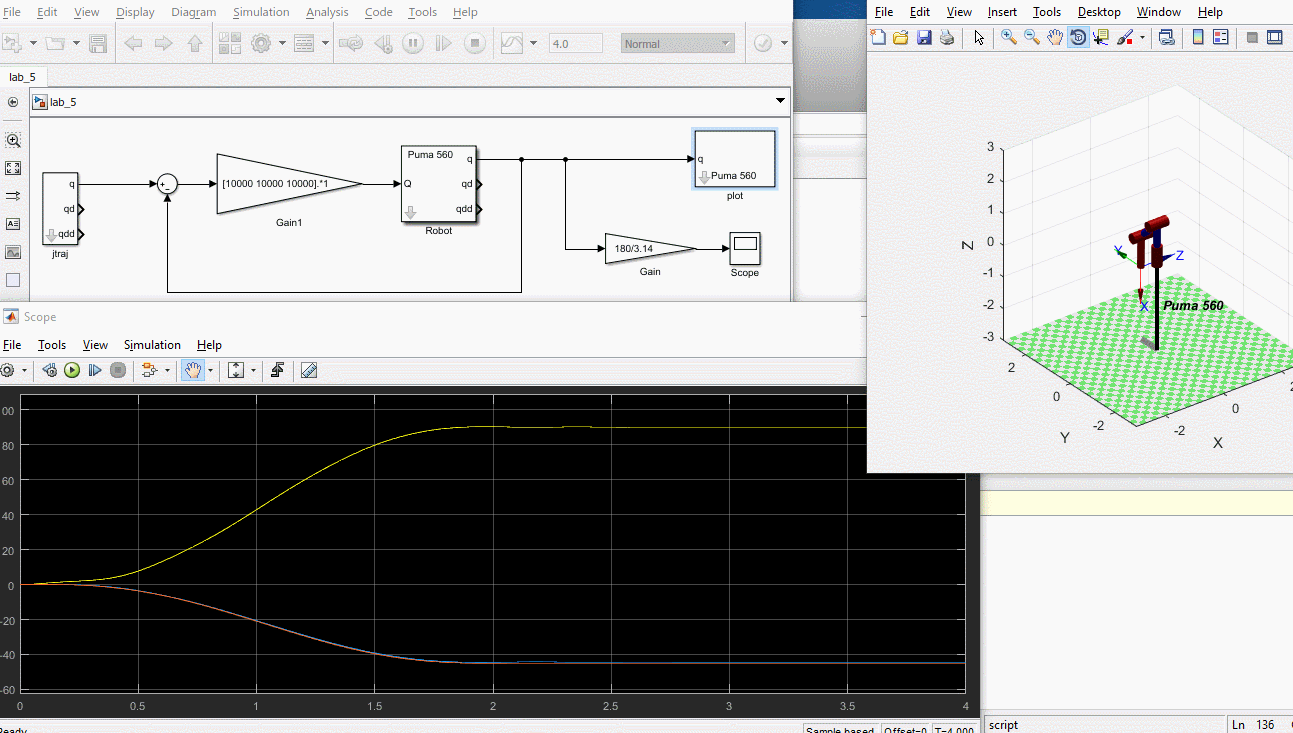 File Edit View Display Diagram Simulation Analysis Code Tools Help
4.0 Normal
lab_5
lab_5
q
qd
qdd
jtraj
+
-
[10000 10000 10000].*1
Gain1
Puma 560
Q
q
qd
qdd
Robot
q
Puma 560
plot
180/3.14
Gain
Scope
Scope
File Tools View Simulation Help
00
80
60
40
20
0
-20
-40
-60
0 0.5 1 1.5 2 2.5 3 3.5 4
Ready
Sample based Offset=0 T=4.000
File Edit View Insert Tools Desktop Window Help
3
2
1
0
-1
-2
-3
Z
Y
Z
X
Puma 560
2
0
-2
Y
-2
0
2
X
script
Ln 136